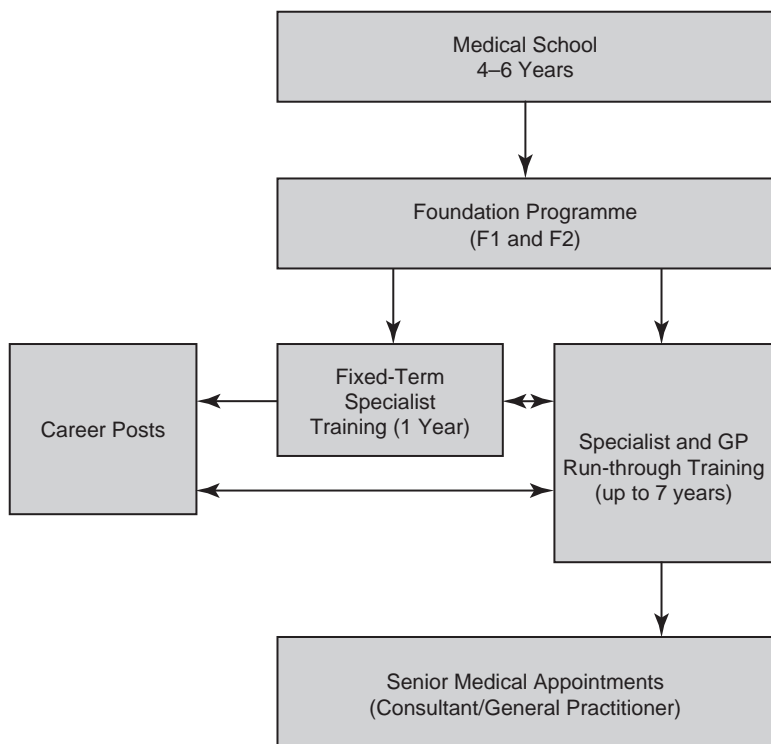 Medical School
4–6 Years
Foundation Programme
(F1 and F2)
Fixed-Term
Specialist
Training (1 Year)
Career Posts
Specialist and GP
Run-through Training
(up to 7 years)
Senior Medical Appointments
(Consultant/General Practitioner)